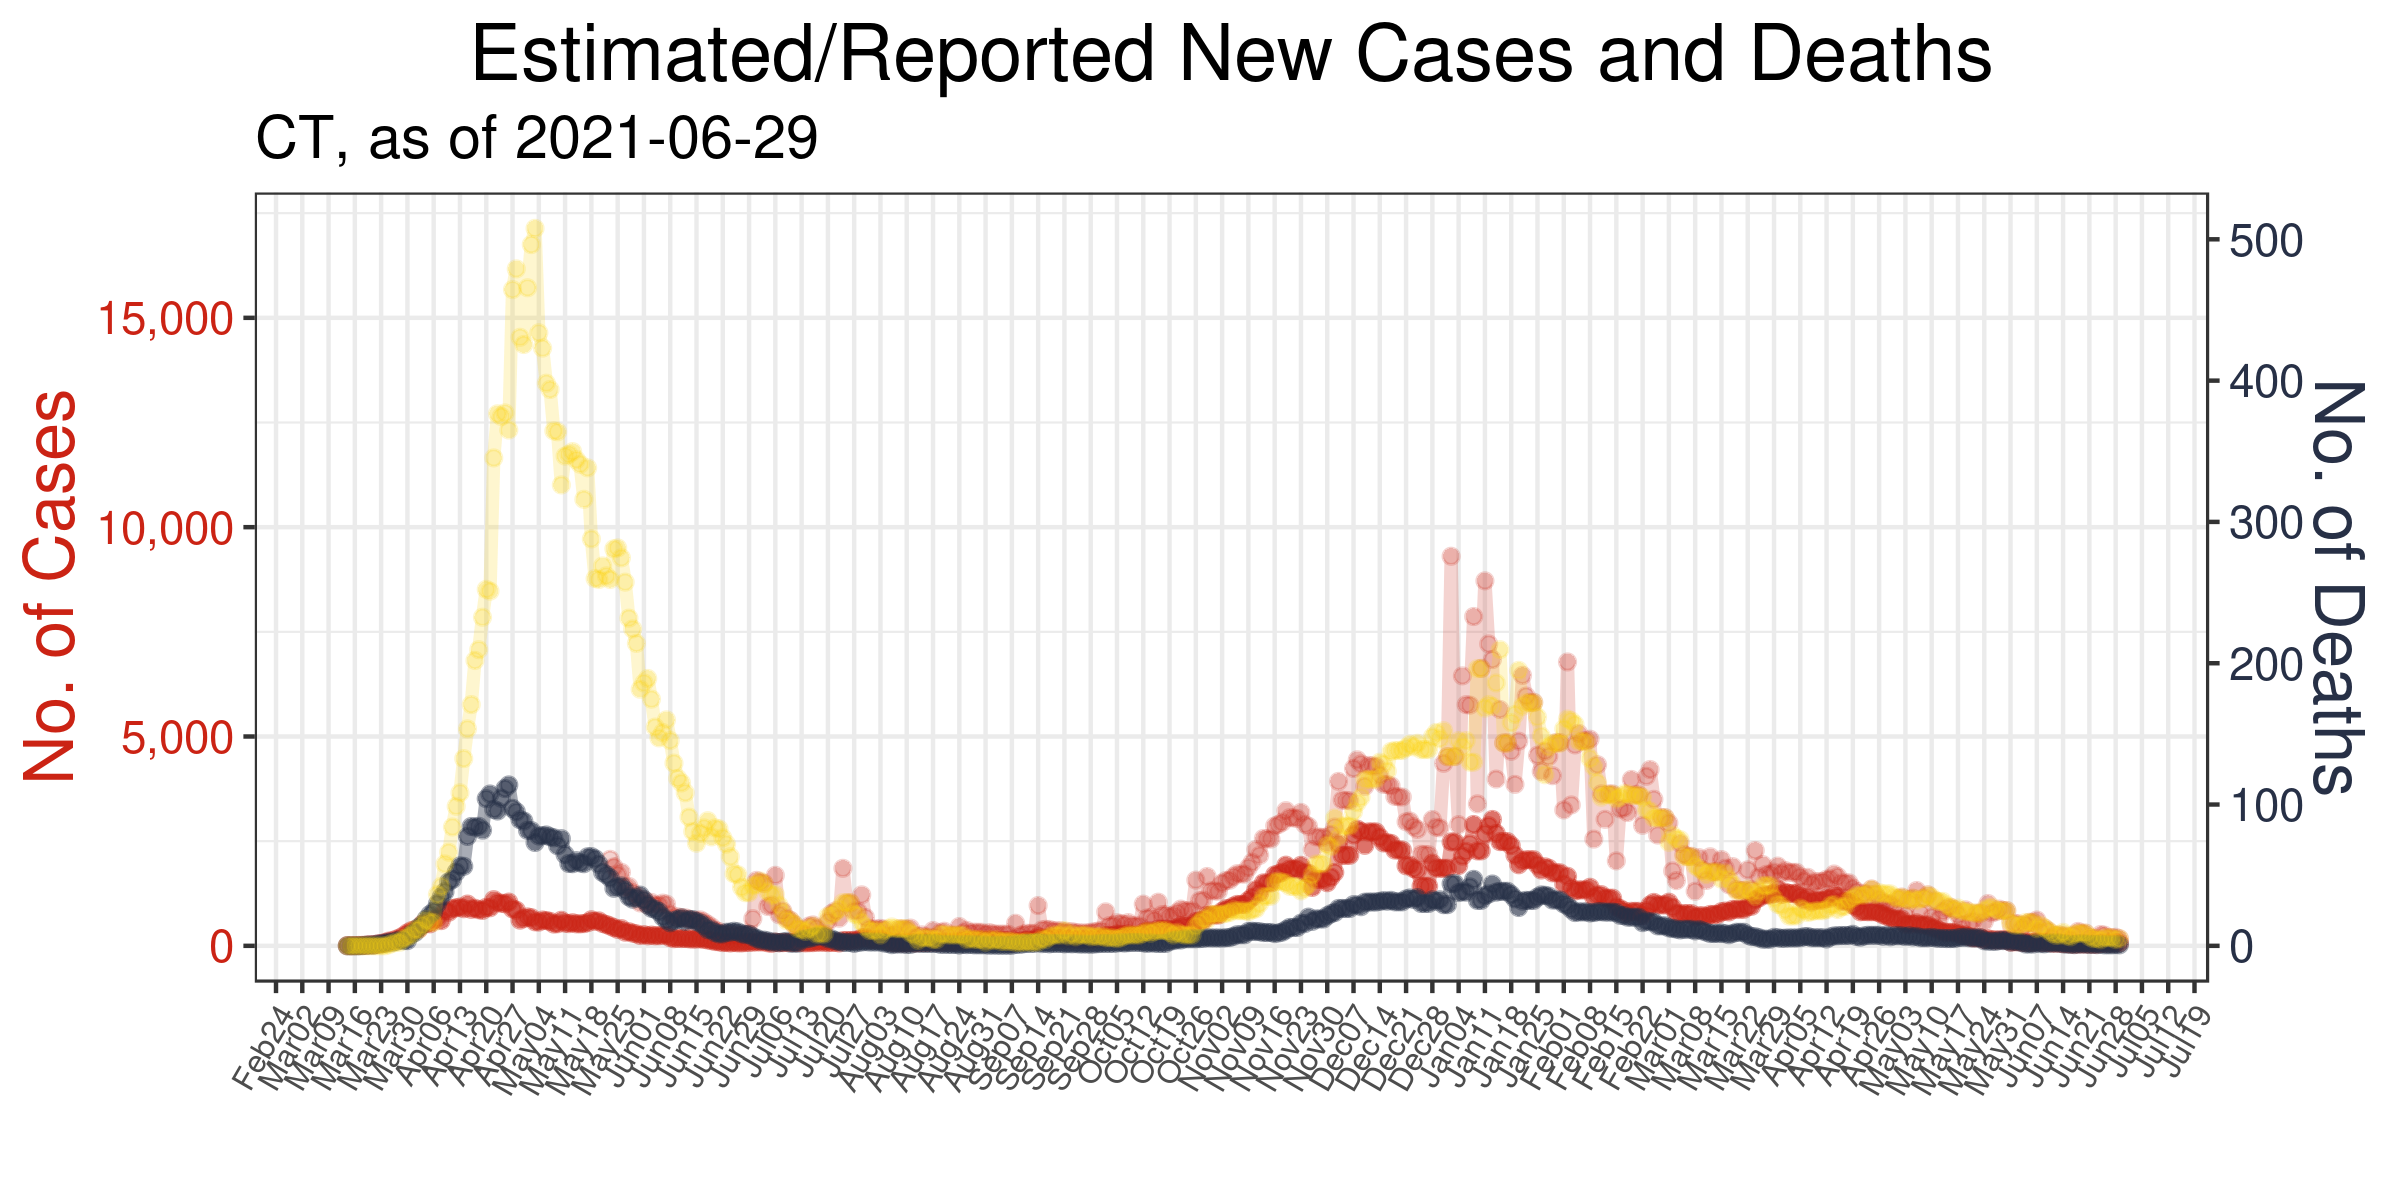 Estimated/Reported New Cases and Deaths
CT, as of 2021-06-29
No. of Cases
15,000
10,000
5,000
0
500
400
300
200
100
0
No. of Deaths
Feb24
Mar02
Mar09
Mar16
Mar23
Mar30
Apr06
Apr13
Apr20
Apr27
May04
May11
May18
May25
Jun01
Jun08
Jun15
Jun22
Jun29
Jul06
Jul13
Jul20
Jul27
Aug03
Aug10
Aug17
Aug24
Aug31
Sep07
Sep14
Sep21
Sep28
Oct05
Oct12
Oct19
Oct26
Nov02
Nov09
Nov16
Nov23
Nov30
Dec07
Dec14
Dec21
Dec28
Jan04
Jan11
Jan18
Jan25
Feb01
Feb08
Feb15
Feb22
Mar01
Mar08
Mar15
Mar22
Mar29
Apr05
Apr12
Apr19
Apr26
May03
May10
May17
May24
May31
Jun07
Jun14
Jun21
Jun28
Jul05
Jul12
Jul19